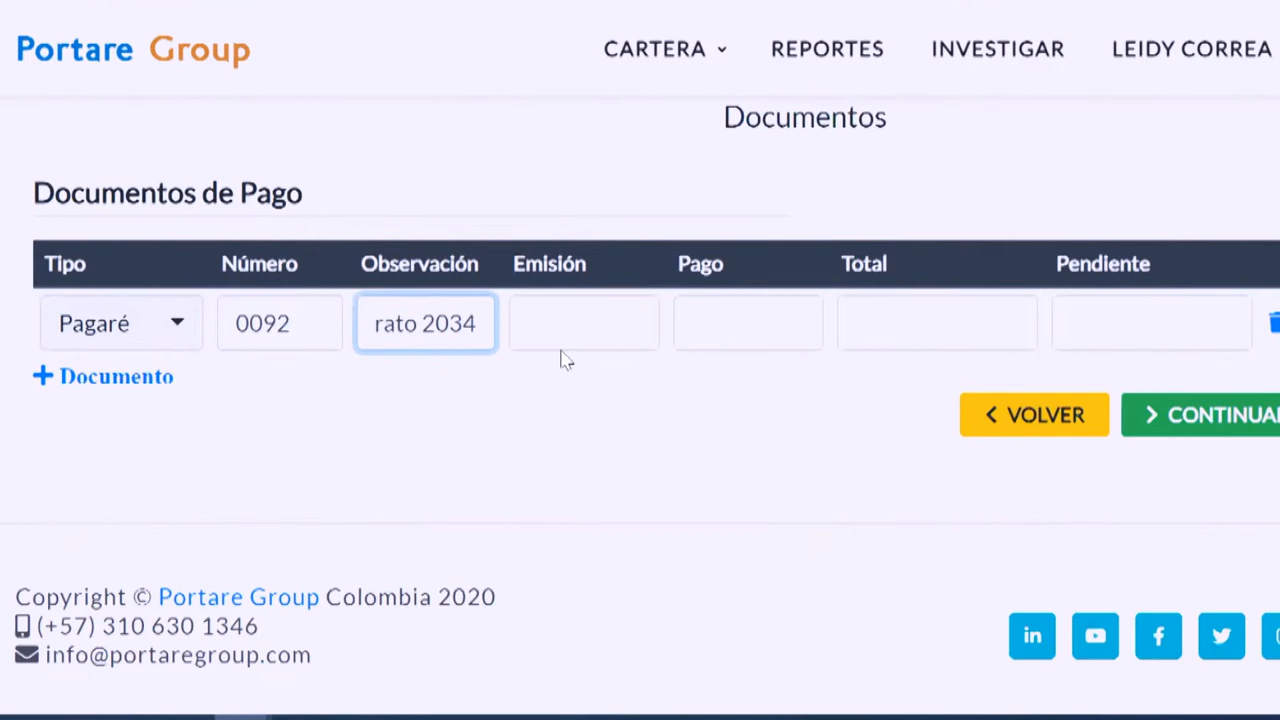 Portare Group CARTERA REPORTES INVESTIGAR LEIDY CORREA
Documentos
Documentos de Pago
Tipo Número Observación Emisión Pago Total Pendiente
Pagaré 0092 rato 2034
Documento
VOLVER CONTINUA
Copyright © Portare Group Colombia 2020
(+57) 310 630 1346
info@portaregroup.com